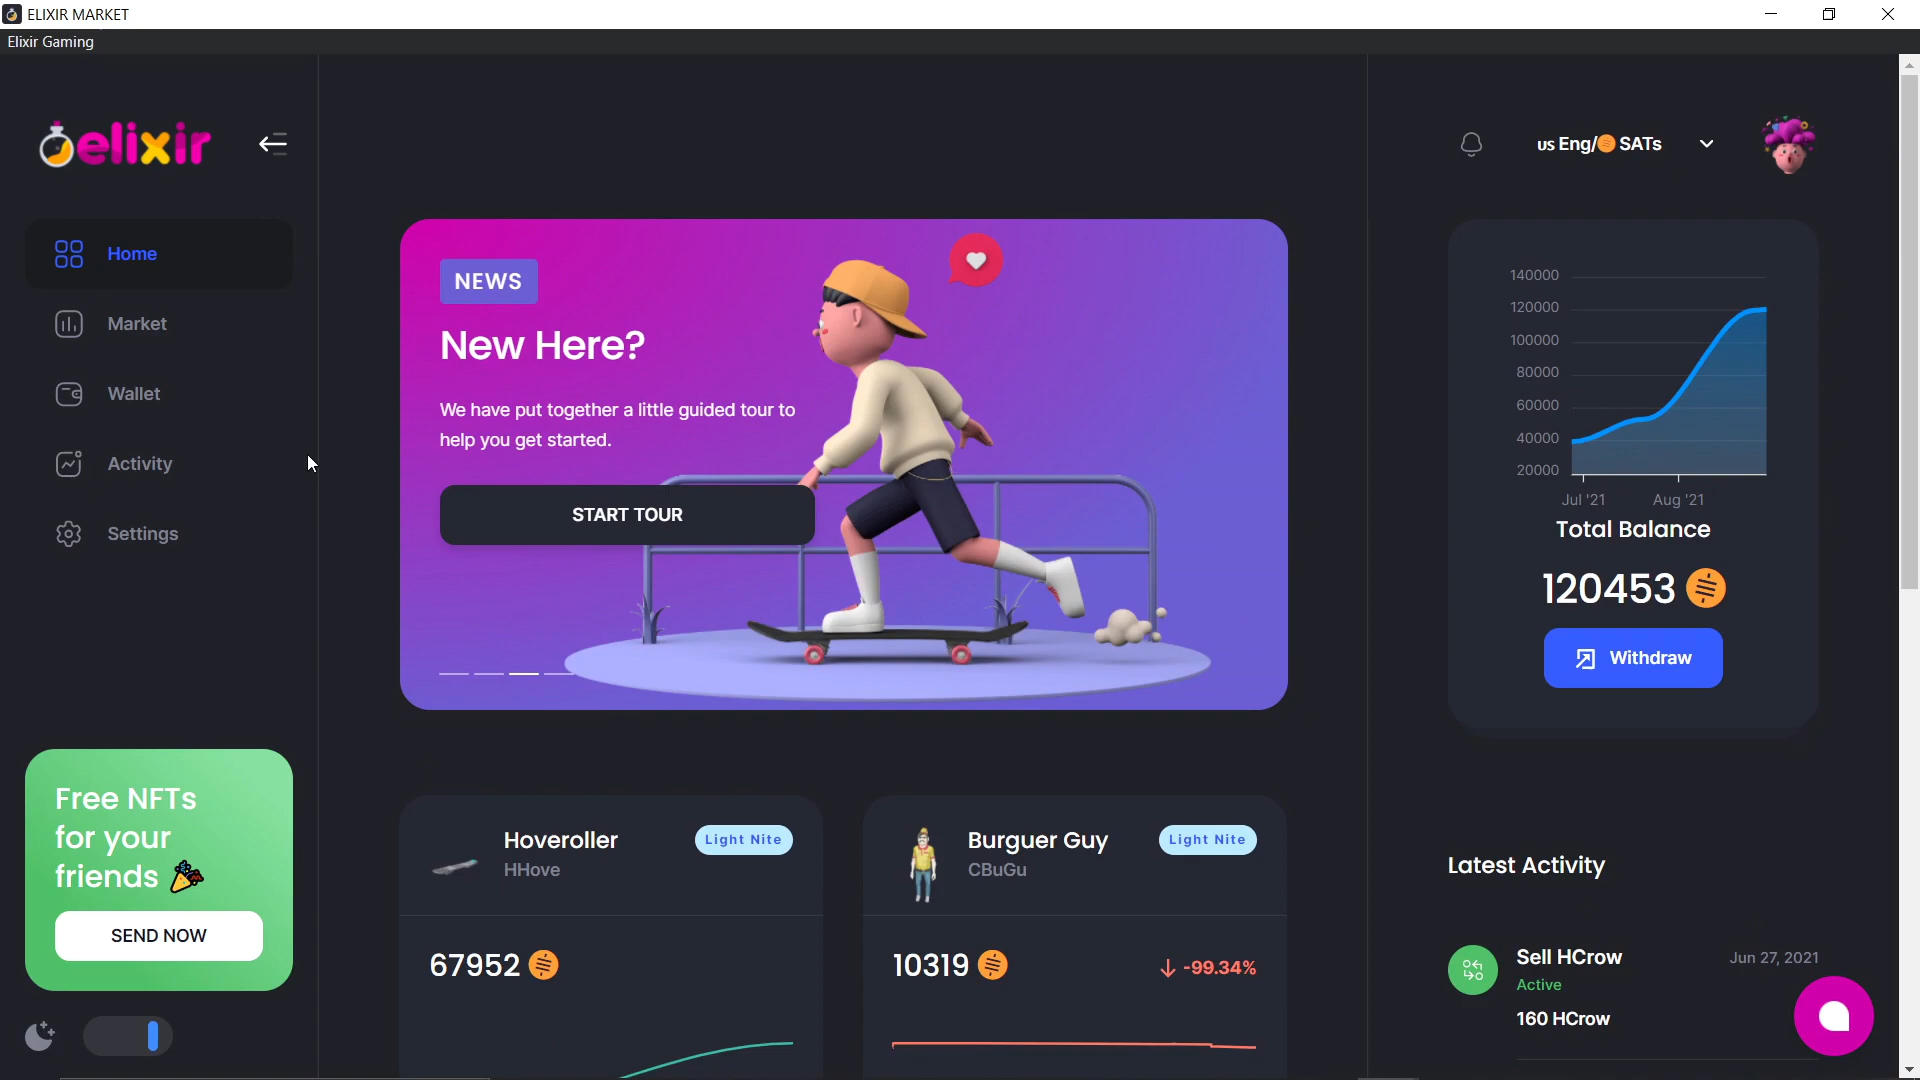 ELIXIR MARKET
Elixir Gaming
elixir
Home
Market
Wallet
Activity
Settings
Free NFTs
for your
friends
SEND NOW
NEWS
New Here?
We have put together a little guided tour to
help you get started.
START TOUR
Hoveroller
HHove
Light Nite
67952
Burguer Guy
CBuGu
Light Nite
10319
-99.34%
us Eng/ SATs
140000
120000
100000
80000
60000
40000
20000
Jul '21 Aug '21
Total Balance
120453
Withdraw
Latest Activity
Sell HCrow
Jun 27, 2021
Active
160 HCrow